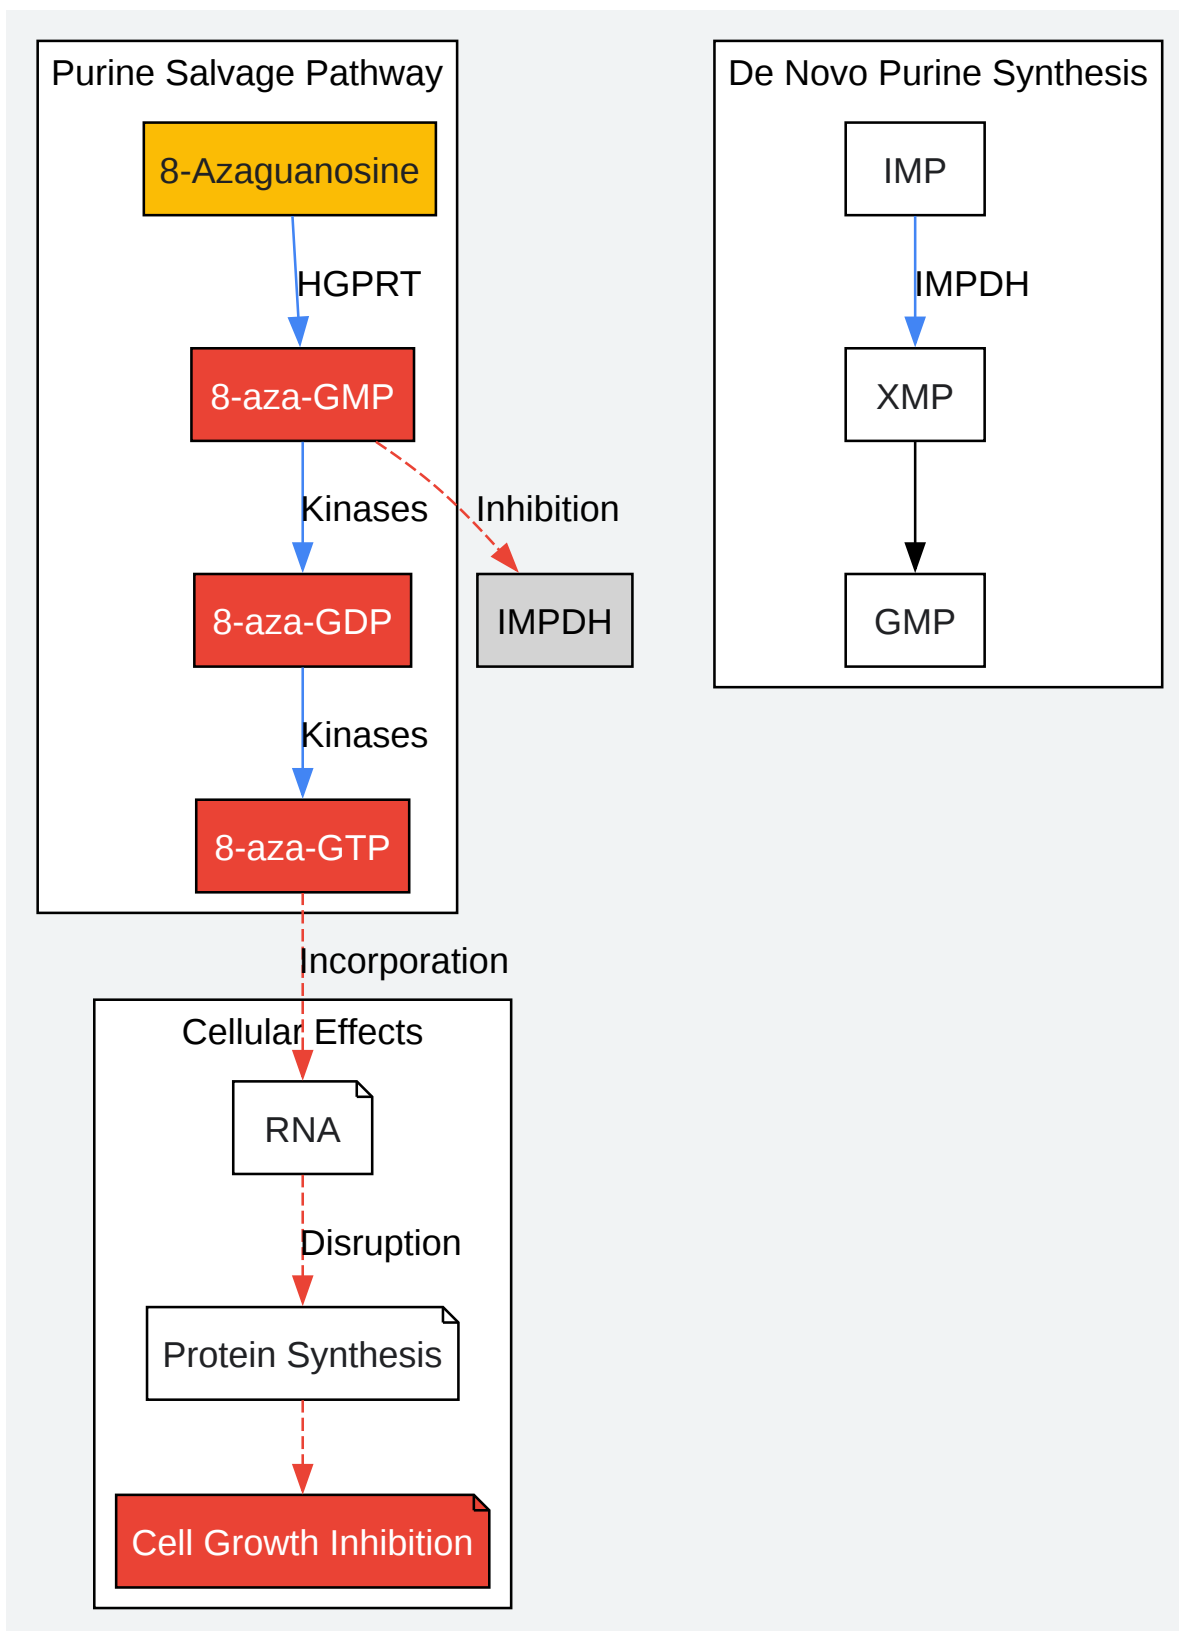 Purine Salvage Pathway
8-Azaguanosine
HGPRT
8-aza-GMP
Kinases
Inhibition
8-aza-GDP
IMPDH
Kinases
8-aza-GTP
Incorporation
Cellular Effects
RNA
Disruption
Protein Synthesis
Cell Growth Inhibition
De Novo Purine Synthesis
IMP
IMPDH
XMP
GMP